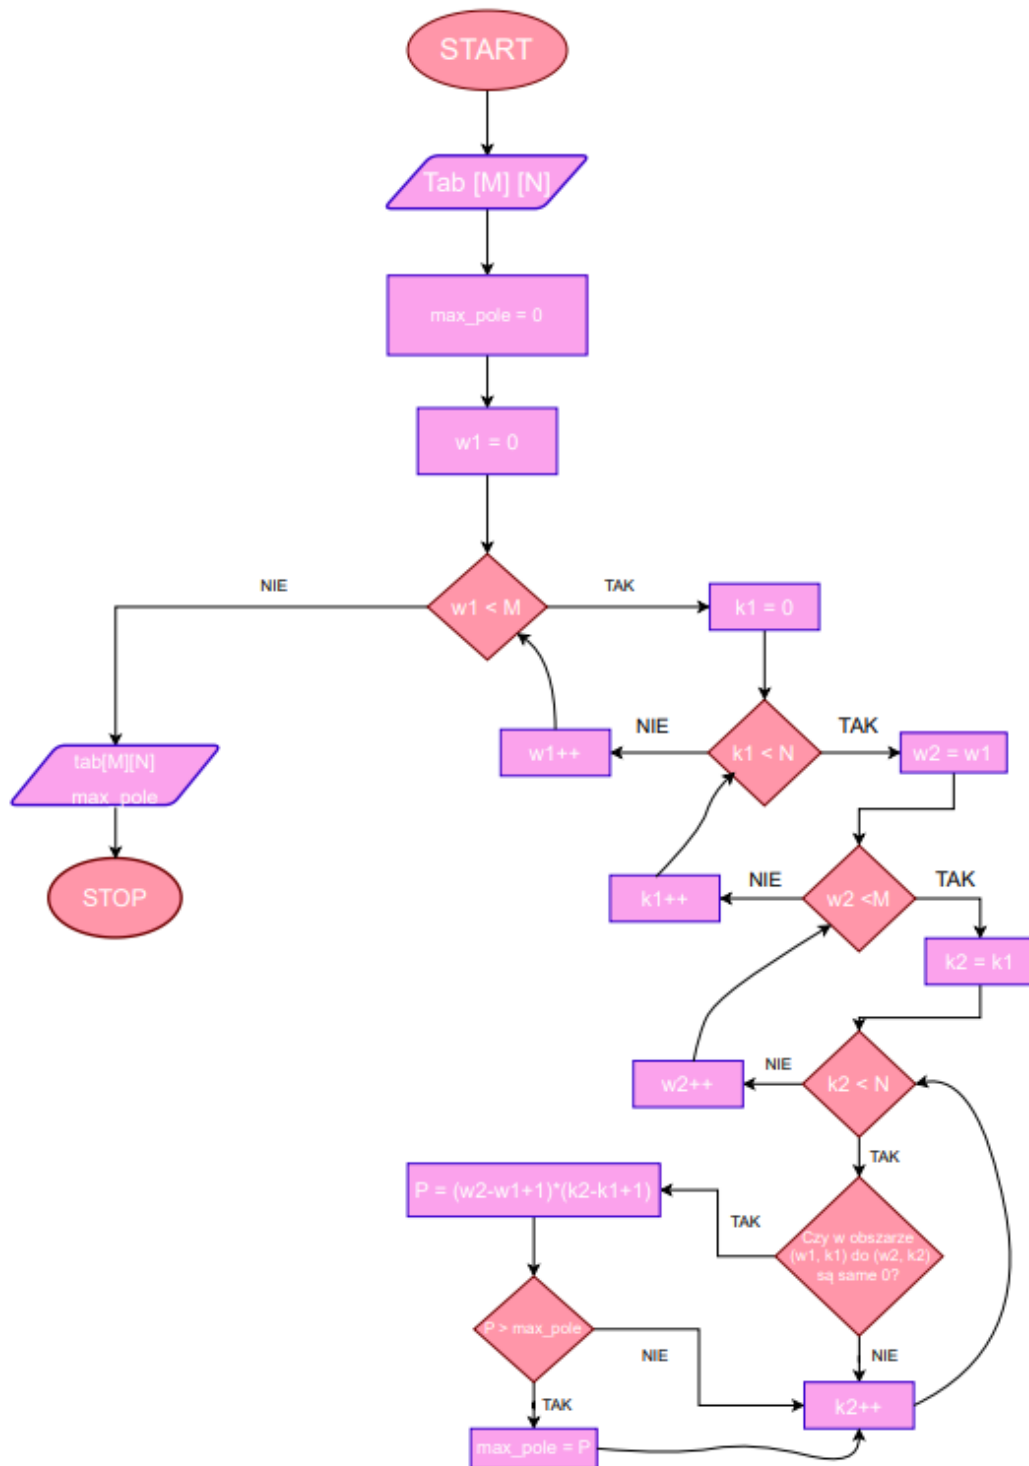 START
Tab [M] [N]
max_pole = 0
w1 = 0
NIE
w1 < M
TAK
k1 = 0
w1++
NIE
k1 < N
TAK
w2 = w1
tab[M][N]
max_pole
STOP
k1++
NIE
w2 <M
TAK
k2 = k1
w2++
NIE
k2 < N
TAK
P = (w2-w1+1)*(k2-k1+1)
TAK
Czy w obszarze
(w1, k1) do (w2, k2)
są same 0?
P > max_pole
NIE
NIE
TAK
k2++
max_pole = P